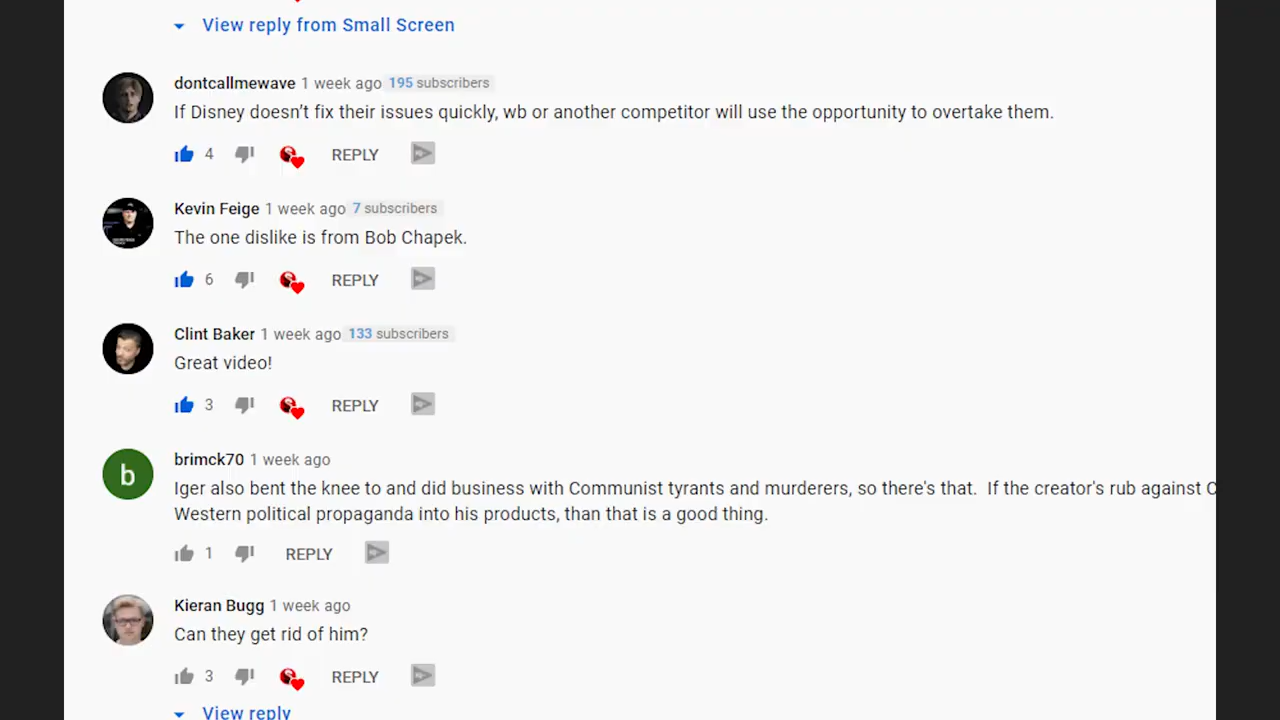 View reply from Small Screen
dontcallmewave 1 week ago 195 subscribers
If Disney doesn’t fix their issues quickly, wb or another competitor will use the opportunity to overtake them.
4 REPLY
Kevin Feige 1 week ago 7 subscribers
The one dislike is from Bob Chapek.
6 REPLY
Clint Baker 1 week ago 133 subscribers
Great video!
3 REPLY
b
brimck70 1 week ago
Iger also bent the knee to and did business with Communist tyrants and murderers, so there's that.  If the creator's rub against
Western political propaganda into his products, than that is a good thing.
1 REPLY
Kieran Bugg 1 week ago
Can they get rid of him?
3 REPLY
View reply